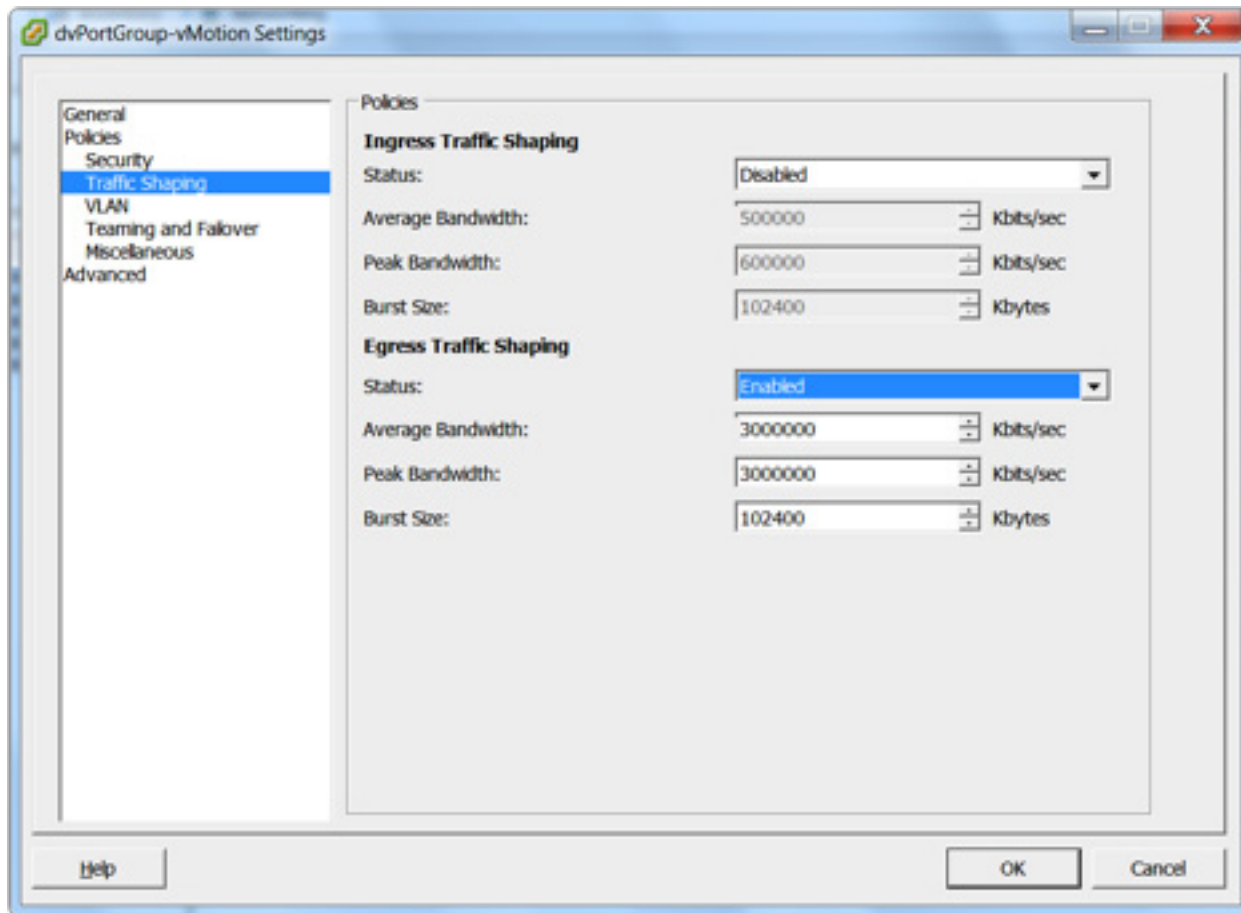 dvPortGroup-vMotion Settings
General
Policies
Security
Traffic Shaping
VLAN
Teaming and Failover
Miscellaneous
Advanced
Policies
Ingress Traffic Shaping
Status: Disabled
Average Bandwidth: 500000 Kbits/sec
Peak Bandwidth: 600000 Kbits/sec
Burst Size: 102400 Kbytes
Egress Traffic Shaping
Status: Enabled
Average Bandwidth: 3000000 Kbits/sec
Peak Bandwidth: 3000000 Kbits/sec
Burst Size: 102400 Kbytes
Help OK Cancel